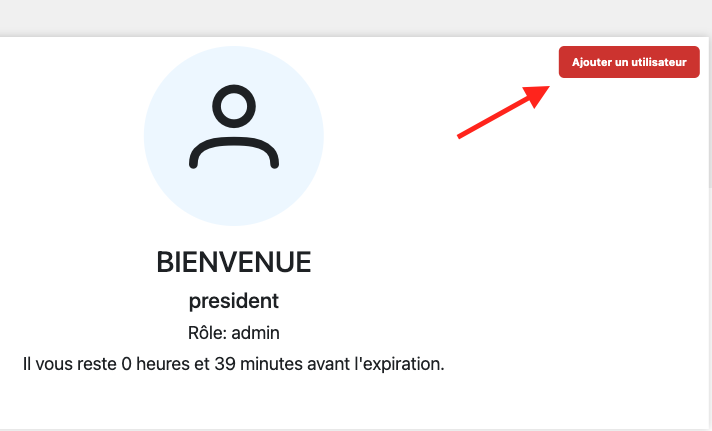 Ajouter un utilisateur
BIENVENUE
president
Rôle: admin
Il vous reste 0 heures et 39 minutes avant l'expiration.